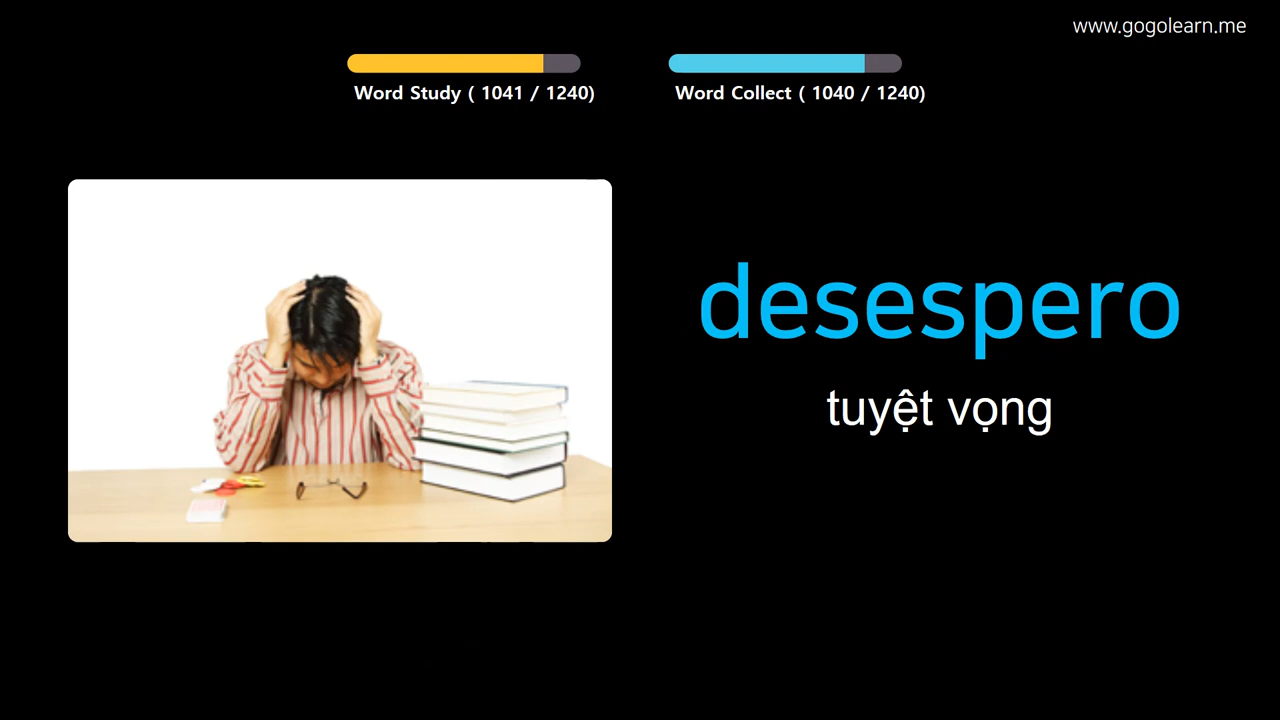 www.gogolearn.me
Word Study ( 1041 / 1240)
Word Collect ( 1040 / 1240)
desespero
tuyệt vọng